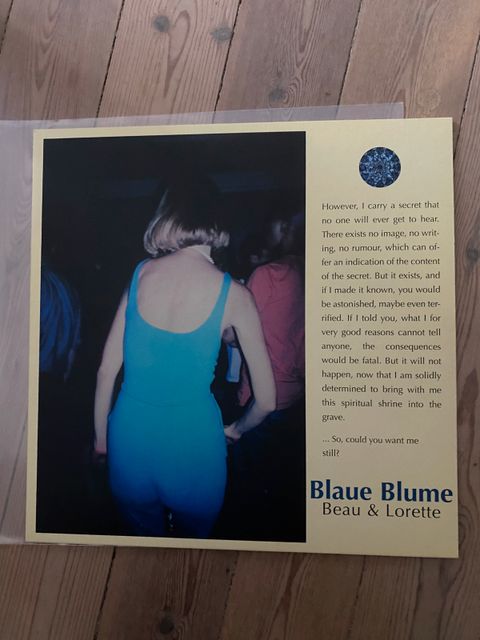 However, I carry a secret that
no one will ever get to hear.
There exists no image, no writ-
ing, no rumour, which can of-
fer an indication of the content
of the secret. But it exists, and
if I made it known, you would
be astonished, maybe even ter-
rified. If I told you, what I for
very good reasons cannot tell
anyone, the consequences
would be fatal. But it will not
happen, now that I am solidly
determined to bring with me
this spiritual shrine into the
grave.
... So, could you want me
still?
Blaue Blume
Beau & Lorette